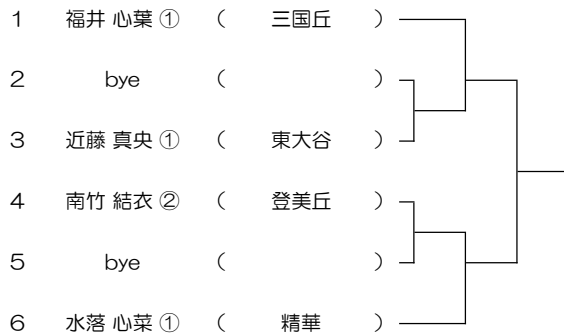 1 福井 心葉 ① ( 三国丘 )
2 bye ( )
3 近藤 真央 ① ( 東大谷 )
4 南竹 結衣 ② ( 登美丘 )
5 bye ( )
6 水落 心菜 ① ( 精華 )